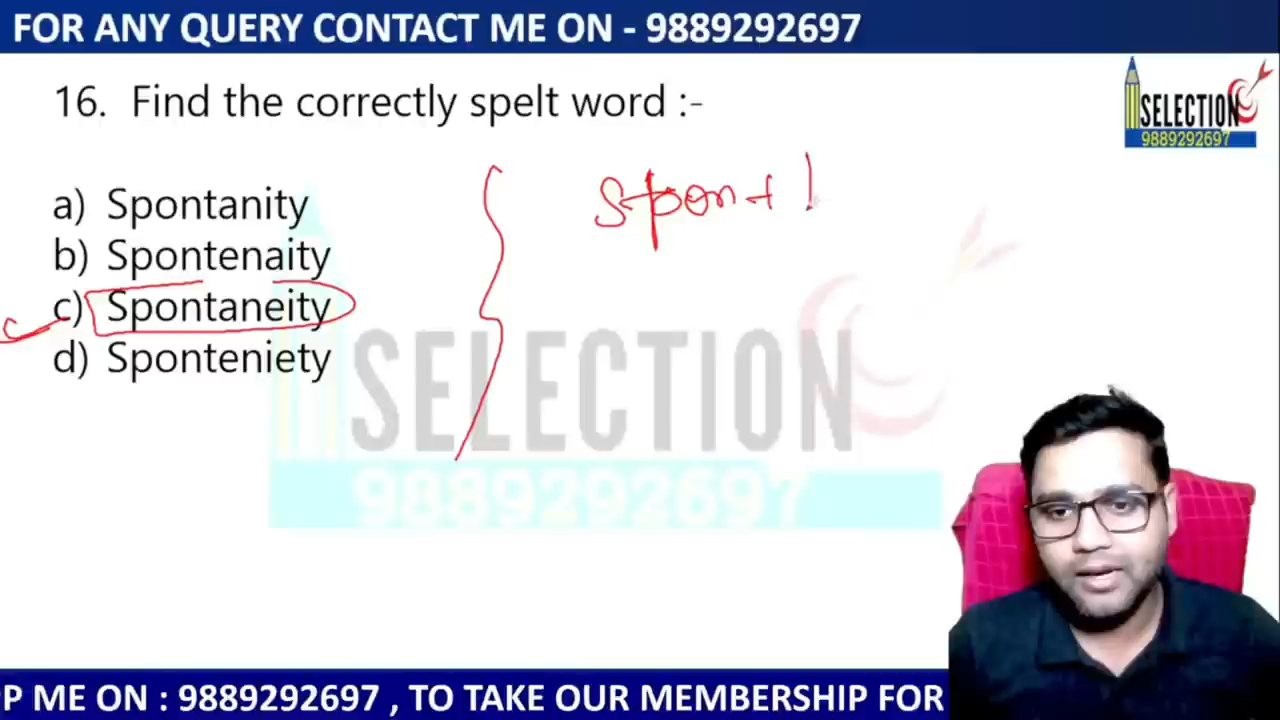 FOR ANY QUERY CONTACT ME ON - 9889292697
SELECTION
9889292697
16. Find the correctly spelt word :-
a) Spontanity
b) Spontenaity
c) Spontaneity
d) Sponteniety
Spont
SELECTION
9889292697
P ME ON : 9889292697 , TO TAKE OUR MEMBERSHIP FOR